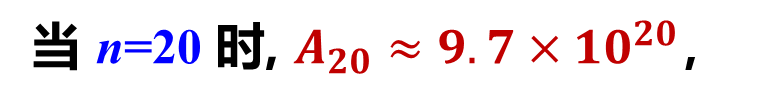 当 n=20 时, A₂₀ ≈ 9.7 × 10²⁰,